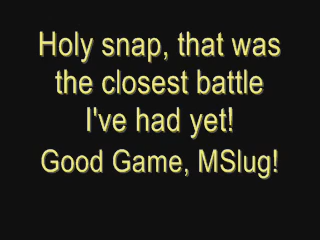 Holy snap, that was
the closest battle
I've had yet!
Good Game, MSlug!